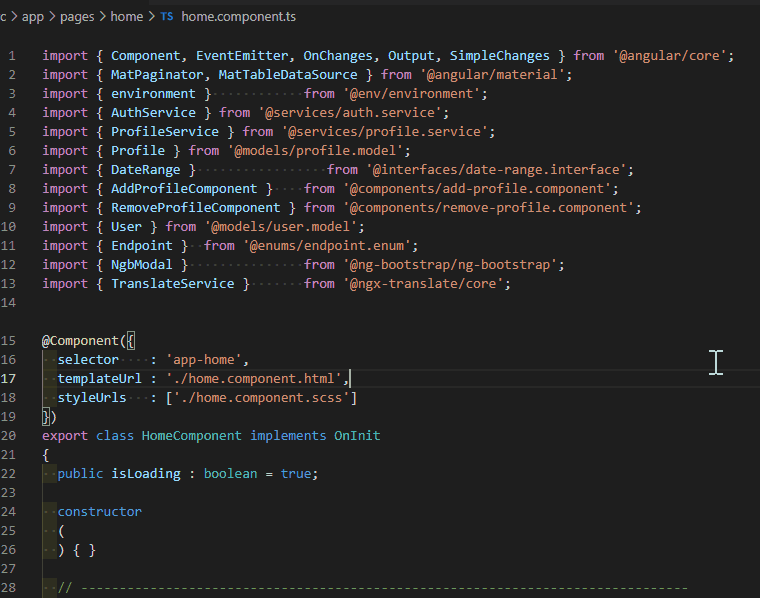 c > app > pages > home > TS home.component.ts
1 import { Component, EventEmitter, OnChanges, Output, SimpleChanges } from '@angular/core';
2 import { MatPaginator, MatTableDataSource } from '@angular/material';
3 import { environment }············from '@env/environment';
4 import { AuthService } from '@services/auth.service';
5 import { ProfileService } from '@services/profile.service';
6 import { Profile } from '@models/profile.model';
7 import { DateRange }·················from '@interfaces/date-range.interface';
8 import { AddProfileComponent }·········from '@components/add-profile.component';
9 import { RemoveProfileComponent } from '@components/remove-profile.component';
10 import { User } from '@models/user.model';
11 import { Endpoint }··from '@enums/endpoint.enum';
12 import { NgbModal }···············from '@ng-bootstrap/ng-bootstrap';
13 import { TranslateService }·······from '@ngx-translate/core';
14
15 @Component({
16 ··selector····: 'app-home',
17 ··templateUrl : './home.component.html',
18 ··styleUrls···: ['./home.component.scss']
19 })
20 export class HomeComponent implements OnInit
21 {
22 ··public isLoading : boolean = true;
23
24 ··constructor
25 ··(
26 ··) { }
27
28 ··// -------------------------------------------------------------------------------